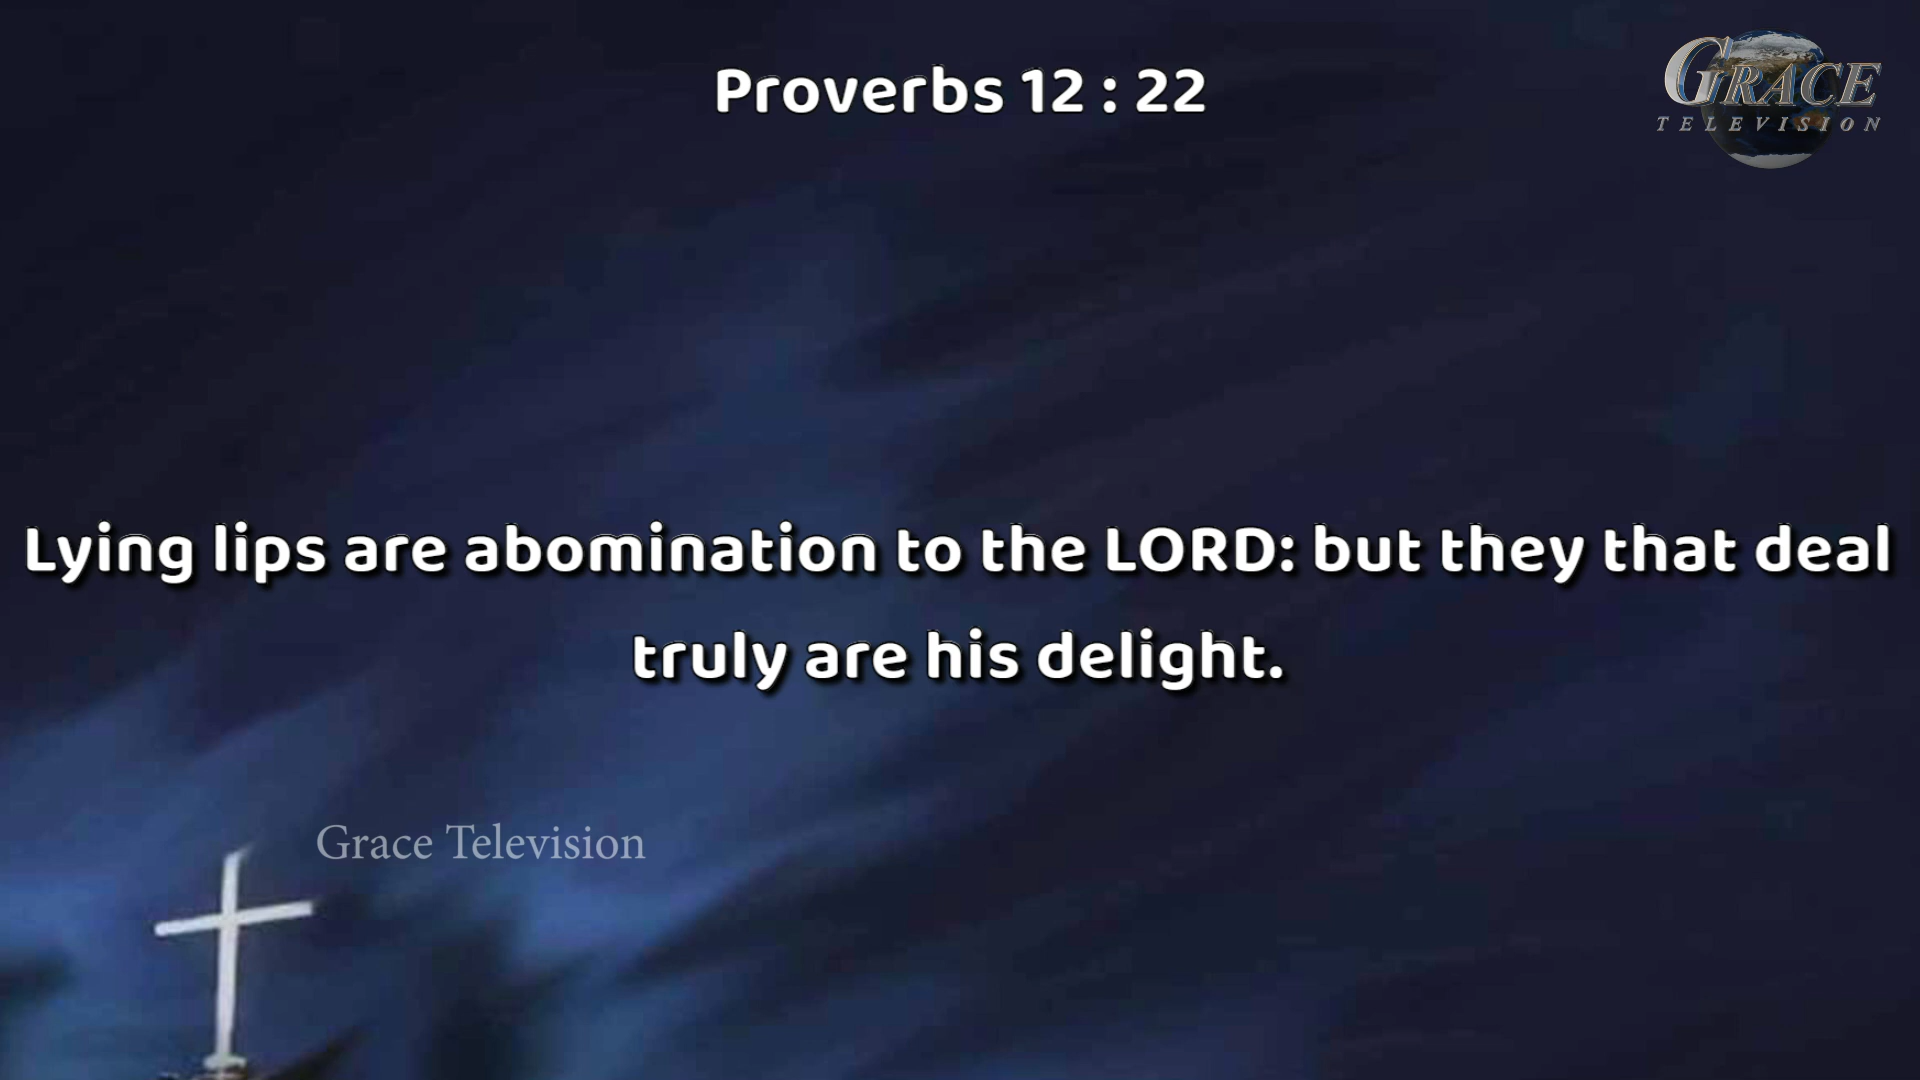 Proverbs 12 : 22
GRACE
TELEVISION
Lying lips are abomination to the LORD: but they that deal
truly are his delight.
Grace Television